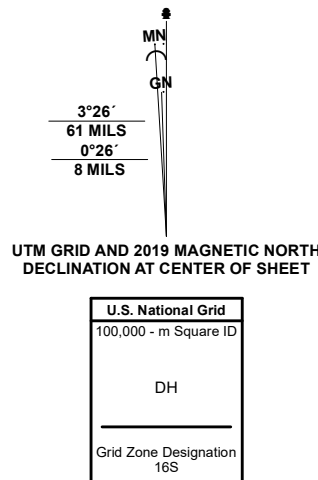 MN
GN
3°26´
61 MILS
0°26´
8 MILS
UTM GRID AND 2019 MAGNETIC NORTH
DECLINATION AT CENTER OF SHEET
U.S. National Grid
100,000 - m Square ID
DH
Grid Zone Designation
16S